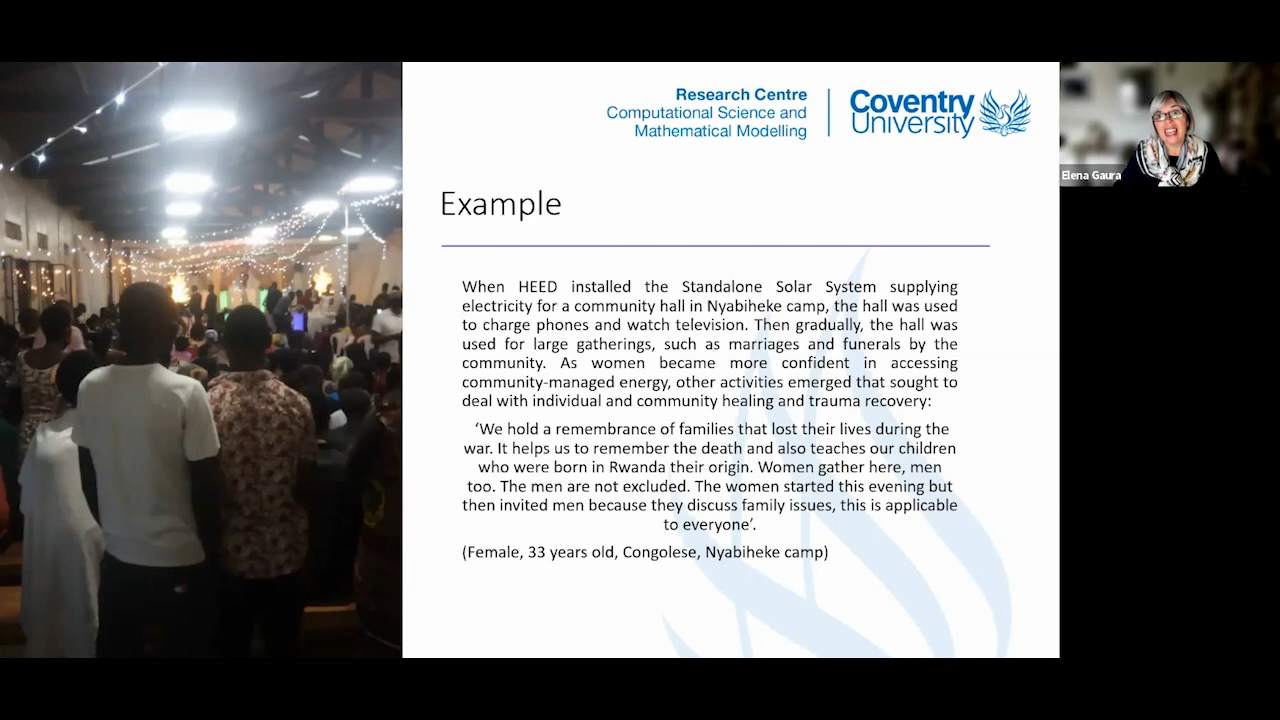 Research Centre
Computational Science and
Mathematical Modelling
Coventry
University
Elena Gaura
Example
When HEED installed the Standalone Solar System supplying
electricity for a community hall in Nyabiheke camp, the hall was used
to charge phones and watch television. Then gradually, the hall was
used for large gatherings, such as marriages and funerals by the
community. As women became more confident in accessing
community-managed energy, other activities emerged that sought to
deal with individual and community healing and trauma recovery:
‘We hold a remembrance of families that lost their lives during the
war. It helps us to remember the death and also teaches our children
who were born in Rwanda their origin. Women gather here, men
too. The men are not excluded. The women started this evening but
then invited men because they discuss family issues, this is applicable
to everyone’.
(Female, 33 years old, Congolese, Nyabiheke camp)